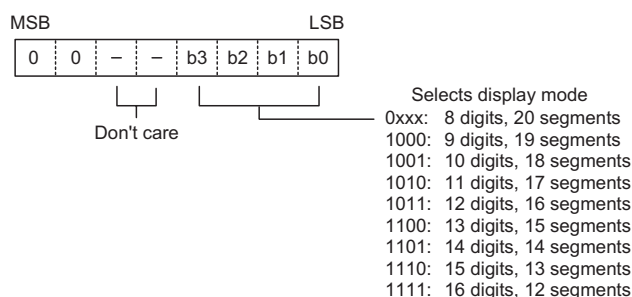 MSB LSB
0 0 – – b3 b2 b1 b0
Don't care
Selects display mode
0xxx: 8 digits, 20 segments
1000: 9 digits, 19 segments
1001: 10 digits, 18 segments
1010: 11 digits, 17 segments
1011: 12 digits, 16 segments
1100: 13 digits, 15 segments
1101: 14 digits, 14 segments
1110: 15 digits, 13 segments
1111: 16 digits, 12 segments